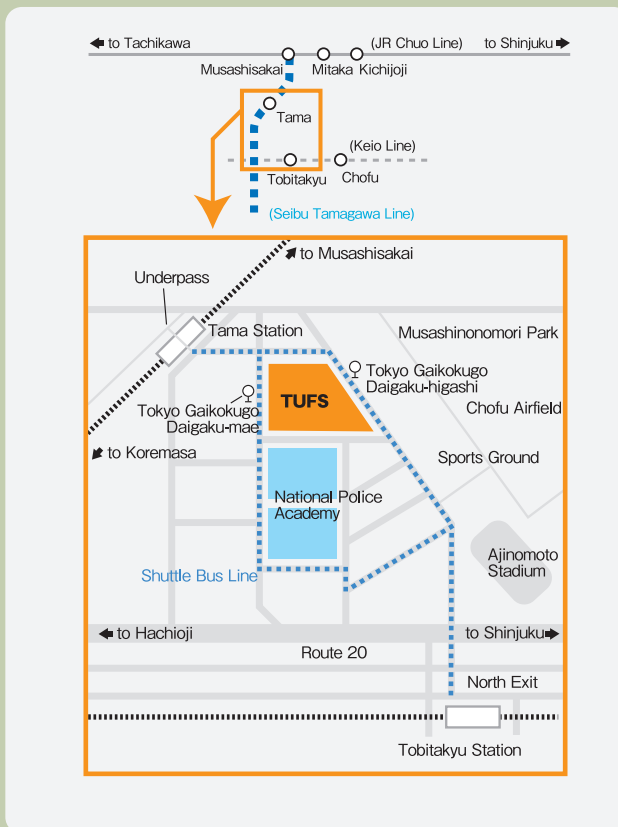 to Tachikawa
(JR Chuo Line)
to Shinjuku
Musashisakai
Mitaka
Kichijoji
Tama
(Keio Line)
Tobitakyu
Chofu
(Seibu Tamagawa Line)
to Musashisakai
Underpass
Tama Station
Musashinonomori Park
Tokyo Gaikokugo
Daigaku-higashi
TUFS
Tokyo Gaikokugo
Daigaku-mae
Chofu Airfield
to Koremasa
Sports Ground
National Police
Academy
Ajinomoto
Stadium
Shuttle Bus Line
to Hachioji
to Shinjuku
Route 20
North Exit
Tobitakyu Station